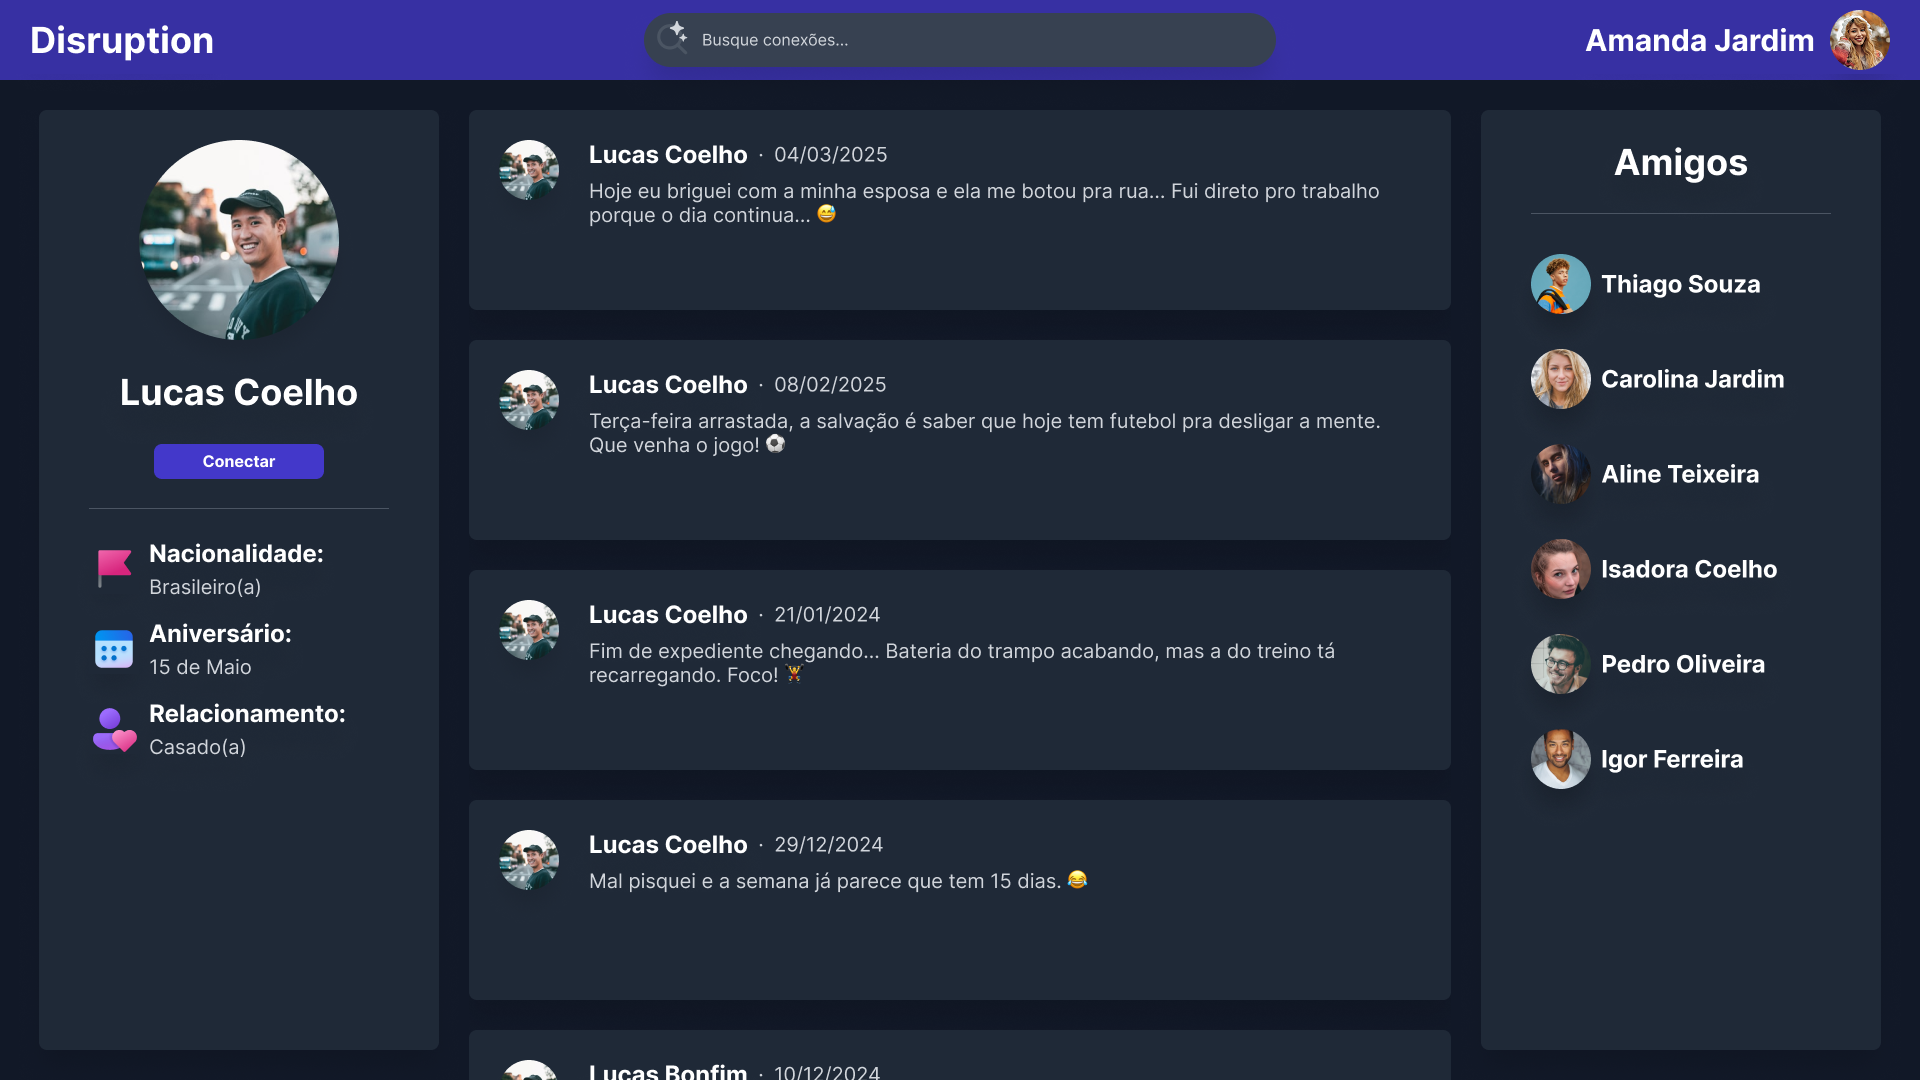 Disruption
Busque conexões...
Amanda Jardim
Lucas Coelho
Conectar
Nacionalidade:
Brasileiro(a)
Aniversário:
15 de Maio
Relacionamento:
Casado(a)
Lucas Coelho · 04/03/2025
Hoje eu briguei com a minha esposa e ela me botou pra rua... Fui direto pro trabalho
porque o dia continua... 😅
Lucas Coelho · 08/02/2025
Terça-feira arrastada, a salvação é saber que hoje tem futebol pra desligar a mente.
Que venha o jogo! ⚽
Lucas Coelho · 21/01/2024
Fim de expediente chegando... Bateria do trampo acabando, mas a do treino tá
recarregando. Foco! 🏋
Lucas Coelho · 29/12/2024
Mal pisquei e a semana já parece que tem 15 dias. 😂
Lucas Bonfim · 10/12/2024
Amigos
Thiago Souza
Carolina Jardim
Aline Teixeira
Isadora Coelho
Pedro Oliveira
Igor Ferreira